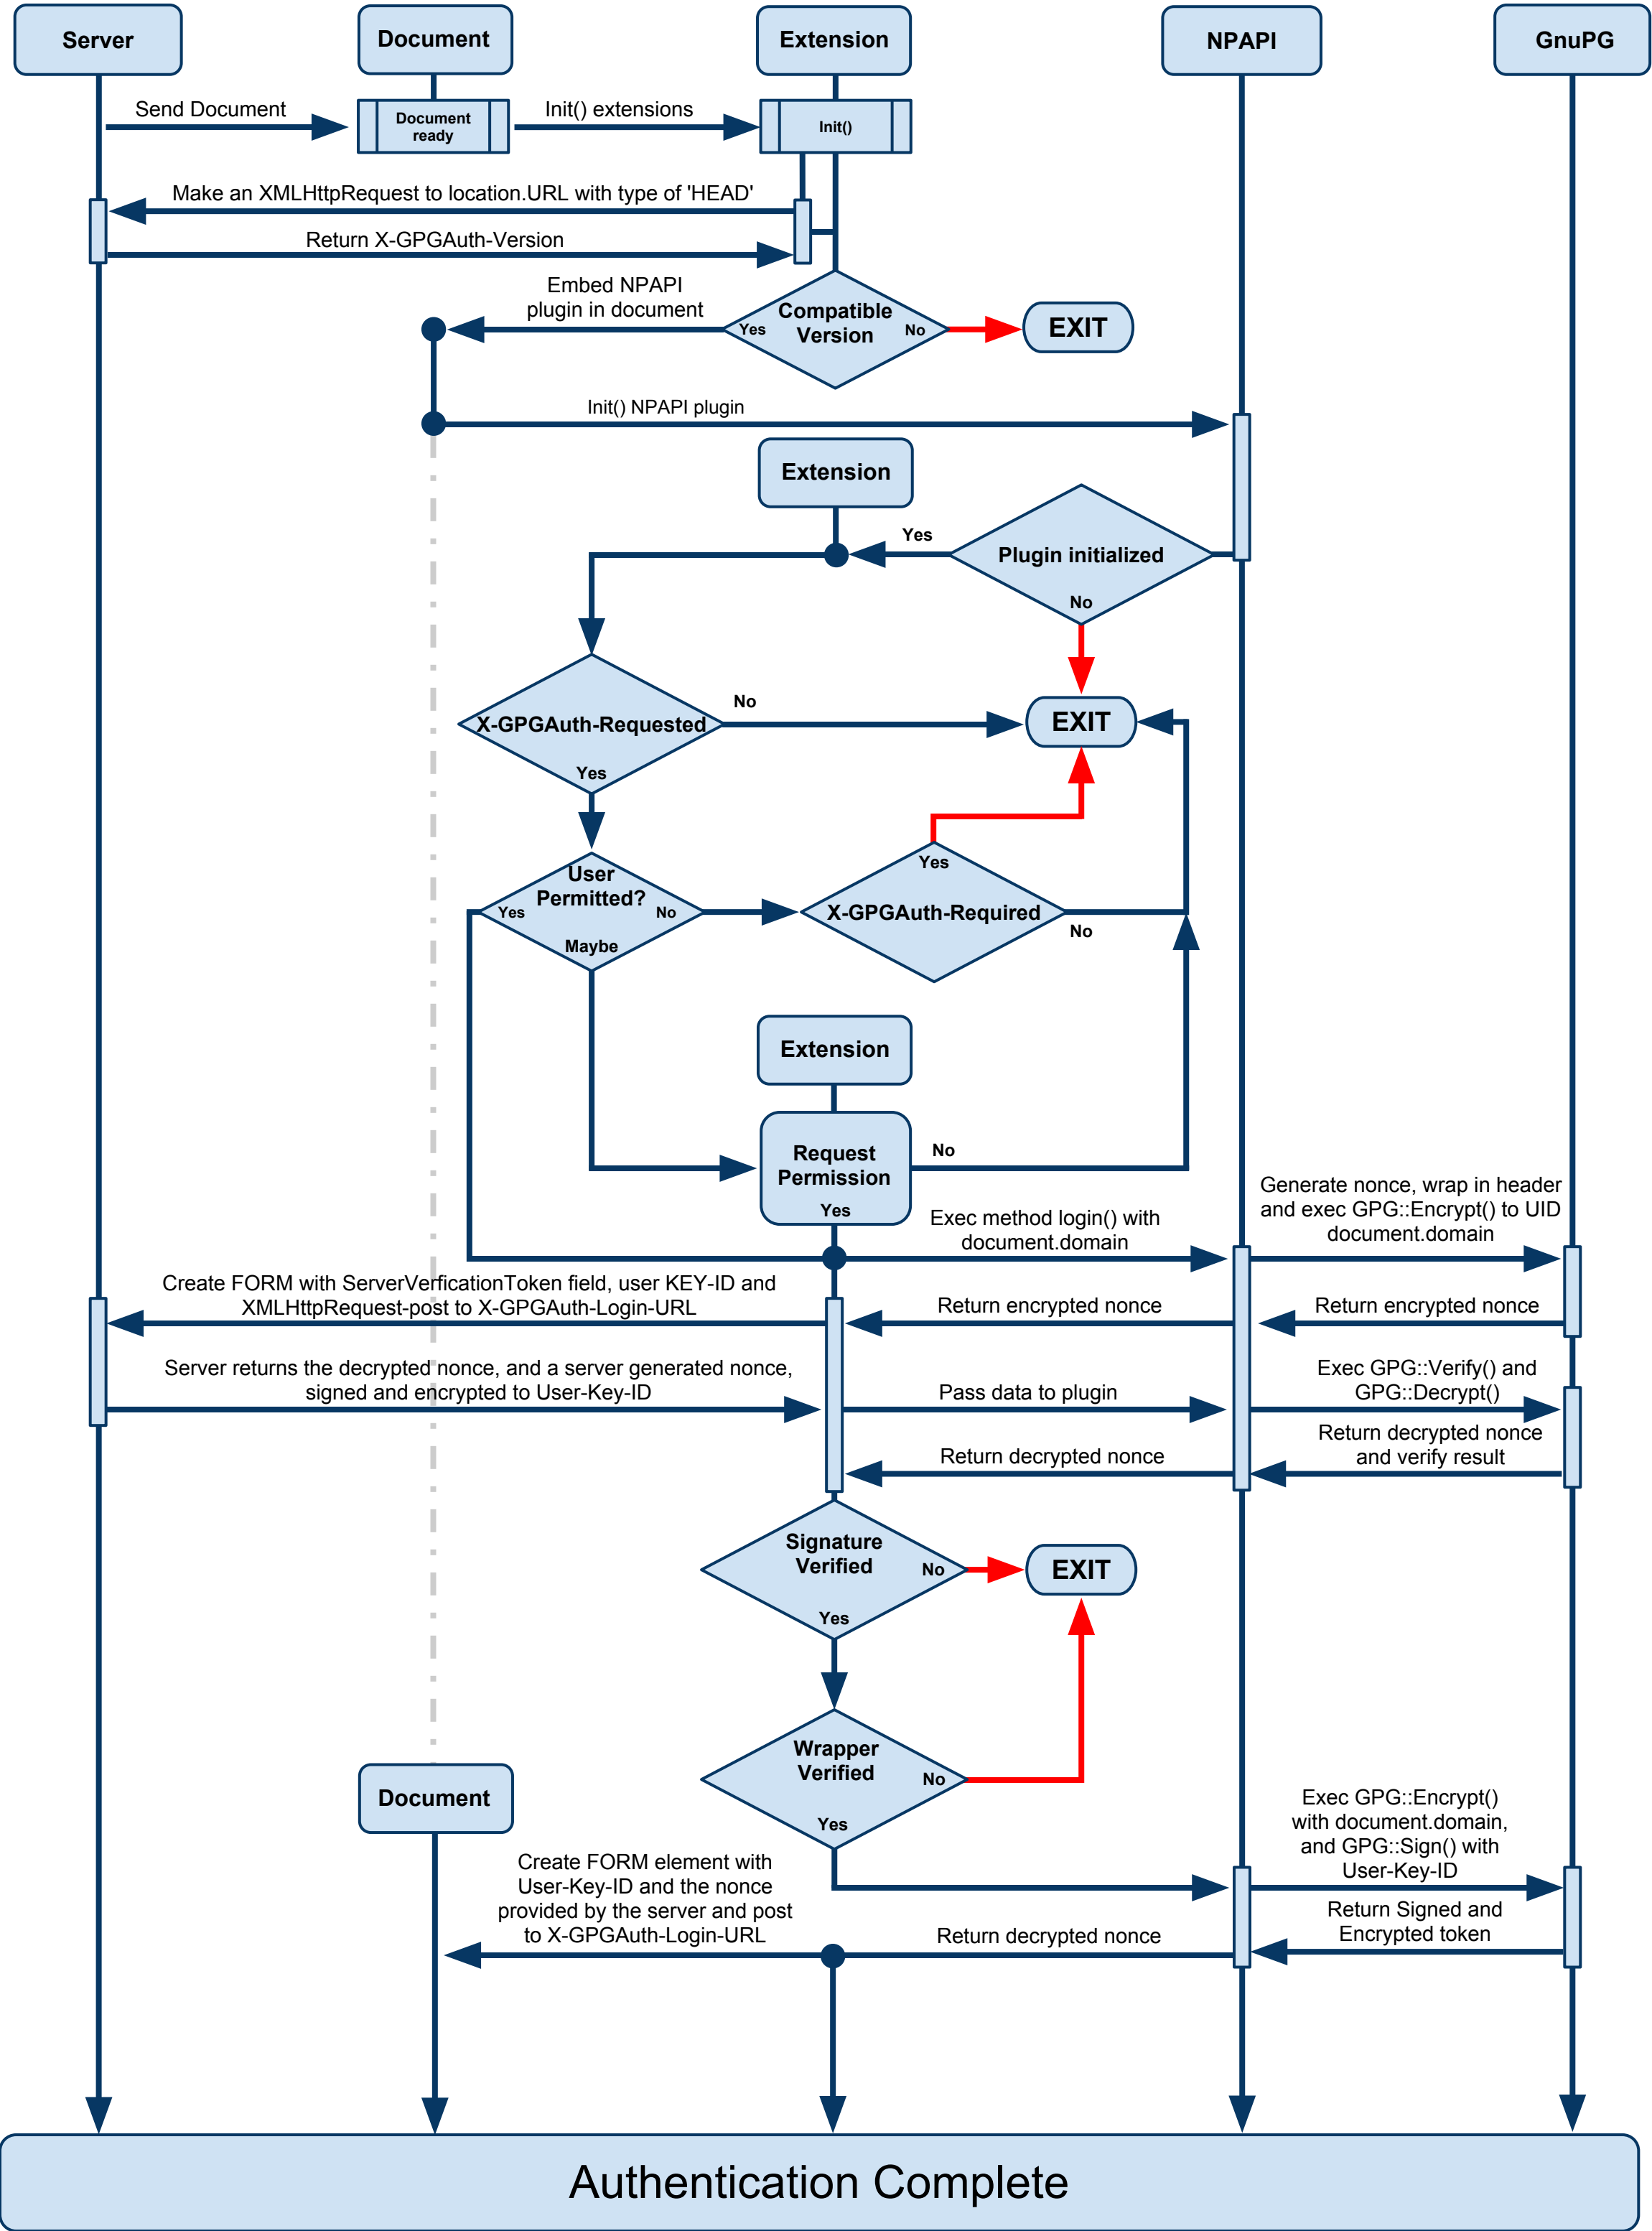 Server
Document
Extension
NPAPI
GnuPG
Send Document
Document
ready
Init() extensions
Init()
Make an XMLHttpRequest to location.URL with type of 'HEAD'
Return X-GPGAuth-Version
Embed NPAPI
plugin in document
Compatible
Version
Yes
No
EXIT
Init() NPAPI plugin
Extension
Yes
Plugin initialized
No
X-GPGAuth-Requested
No
Yes
EXIT
User
Permitted?
Yes
No
Maybe
Yes
X-GPGAuth-Required
No
Extension
Request
Permission
Yes
No
Exec method login() with
document.domain
Generate nonce, wrap in header
and exec GPG::Encrypt() to UID
document.domain
Create FORM with ServerVerficationToken field, user KEY-ID and
XMLHttpRequest-post to X-GPGAuth-Login-URL
Return encrypted nonce
Return encrypted nonce
Server returns the decrypted nonce, and a server generated nonce,
signed and encrypted to User-Key-ID
Pass data to plugin
Exec GPG::Verify() and
GPG::Decrypt()
Return decrypted nonce
Return decrypted nonce
and verify result
Signature
Verified
No
Yes
EXIT
Wrapper
Verified
No
Yes
Document
Exec GPG::Encrypt()
with document.domain,
and GPG::Sign() with
User-Key-ID
Create FORM element with
User-Key-ID and the nonce
provided by the server and post
to X-GPGAuth-Login-URL
Return decrypted nonce
Return Signed and
Encrypted token
Authentication Complete